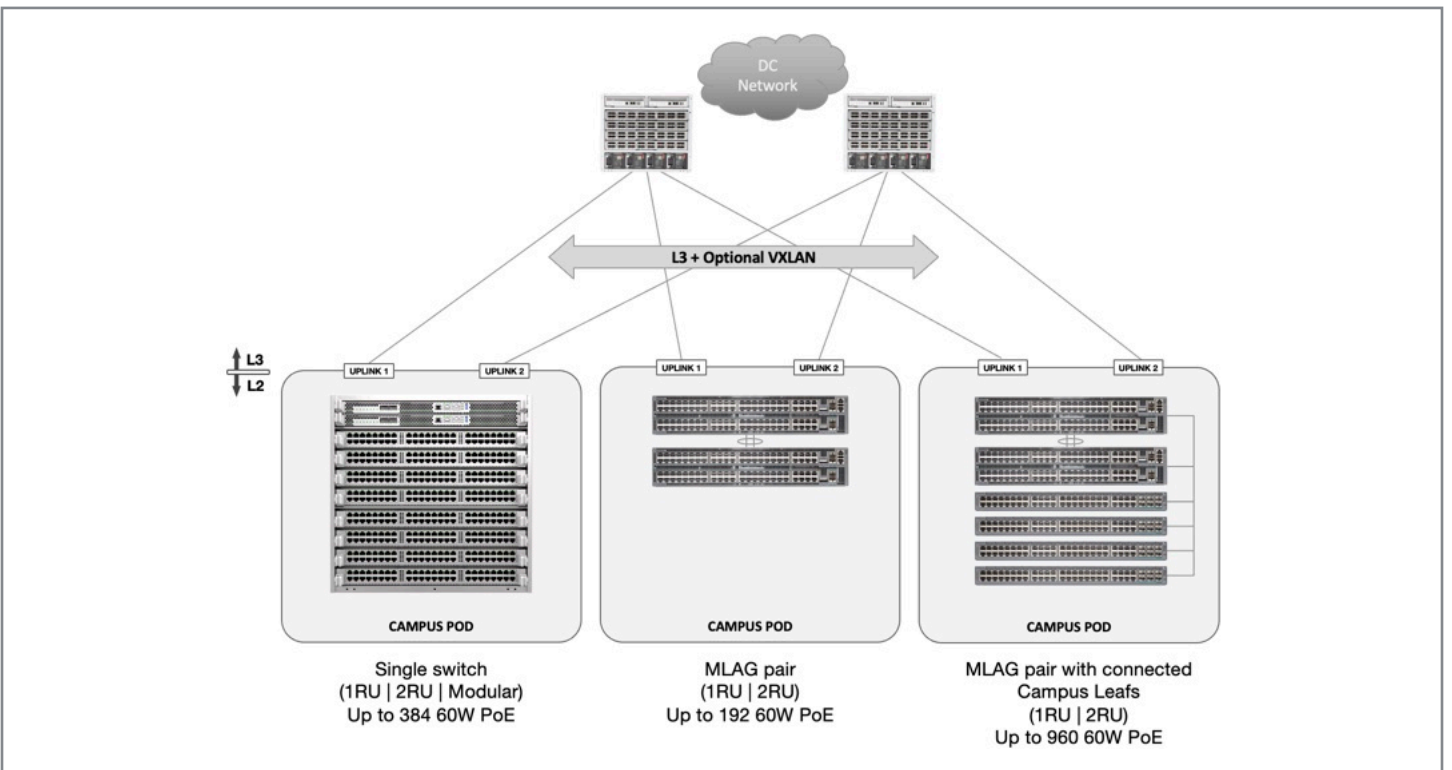 DC
Network
L3 + Optional VXLAN
L3
L2
UPLINK 1
UPLINK 2
UPLINK 1
UPLINK 2
UPLINK 1
UPLINK 2
CAMPUS POD
CAMPUS POD
CAMPUS POD
Single switch
(1RU | 2RU | Modular)
Up to 384 60W PoE
MLAG pair
(1RU | 2RU)
Up to 192 60W PoE
MLAG pair with connected
Campus Leafs
(1RU | 2RU)
Up to 960 60W PoE